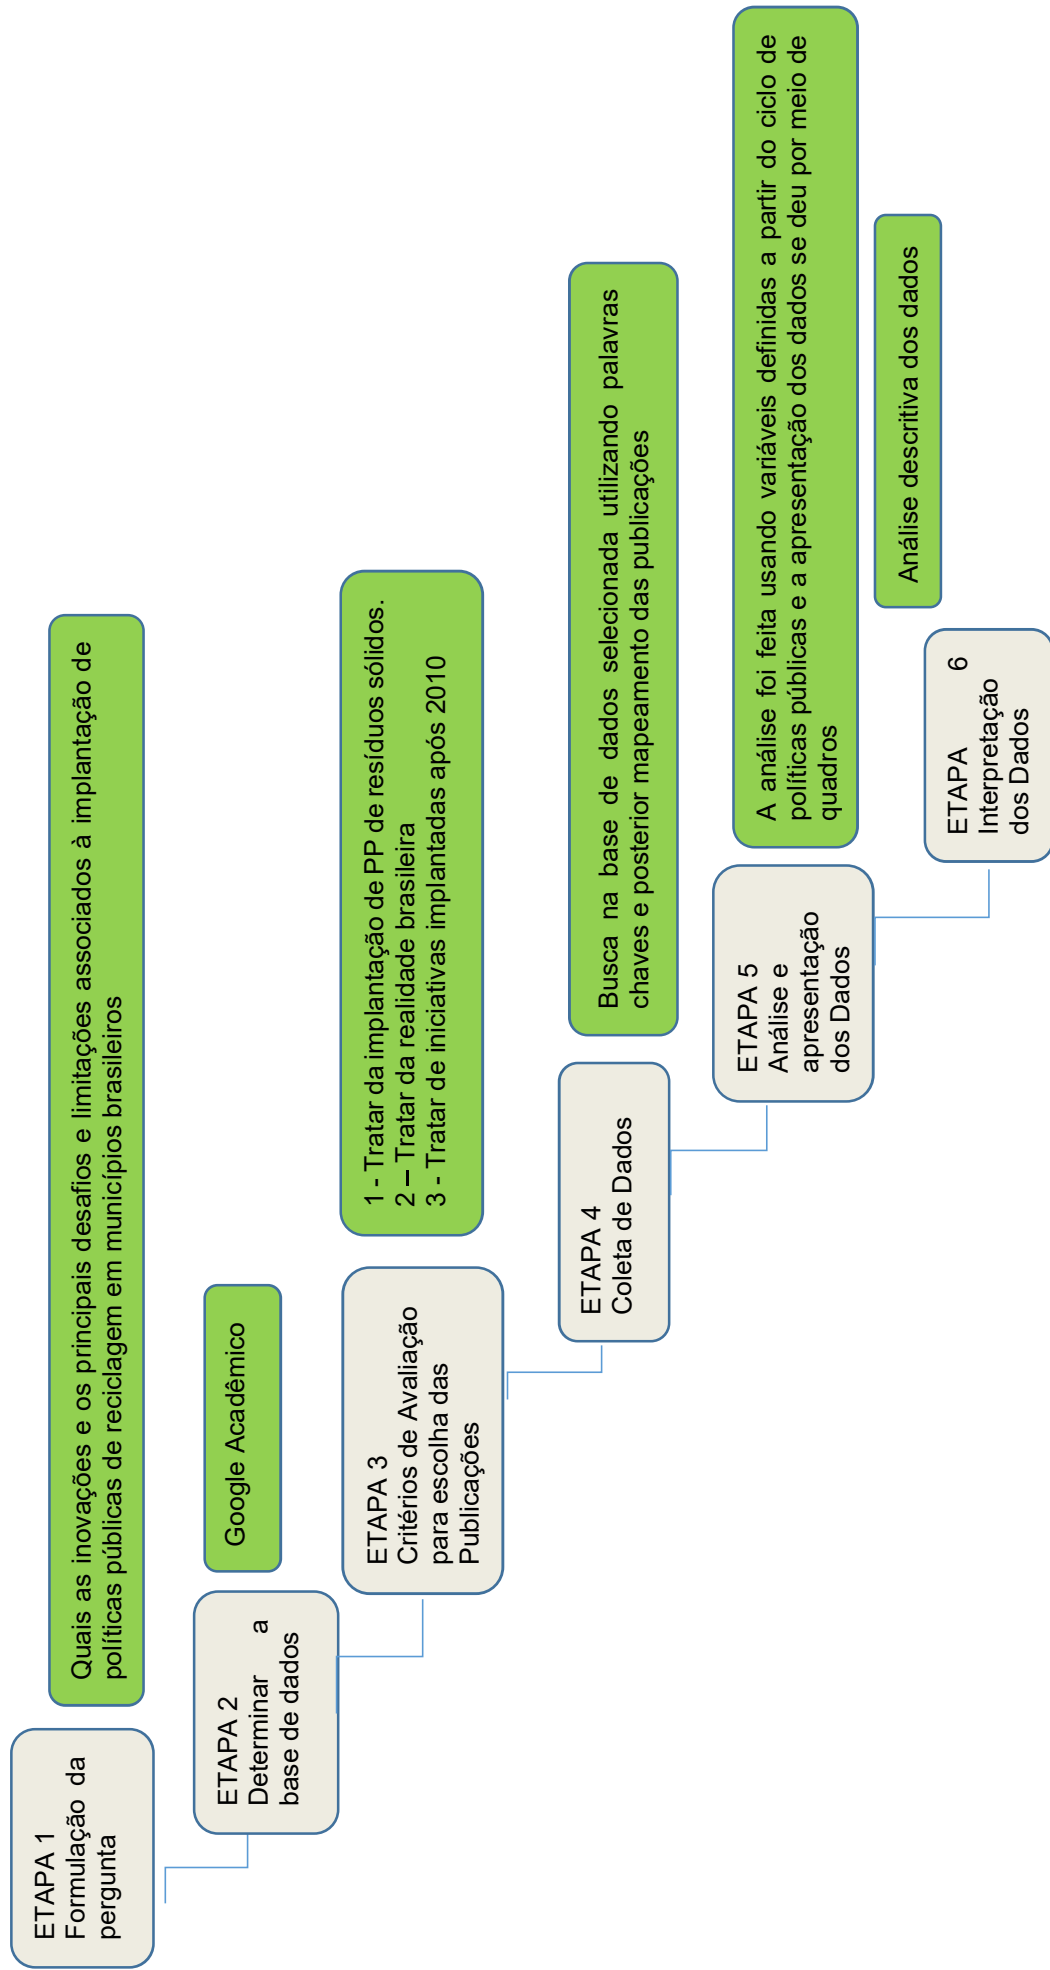 ETAPA 1
Formulação da
pergunta
Quais as inovações e os principais desafios e limitações associados à implantação de
políticas públicas de reciclagem em municípios brasileiros
ETAPA 2
Determinar a
base de dados
Google Acadêmico
ETAPA 3
Critérios de Avaliação
para escolha das
Publicações
1 - Tratar da implantação de PP de resíduos sólidos.
2 – Tratar da realidade brasileira
3 - Tratar de iniciativas implantadas após 2010
ETAPA 4
Coleta de Dados
Busca na base de dados selecionada utilizando palavras
chaves e posterior mapeamento das publicações
ETAPA 5
Análise e
apresentação
dos Dados
A análise foi feita usando variáveis definidas a partir do ciclo de
políticas públicas e a apresentação dos dados se deu por meio de
quadros
ETAPA 6
Interpretação
dos Dados
Análise descritiva dos dados